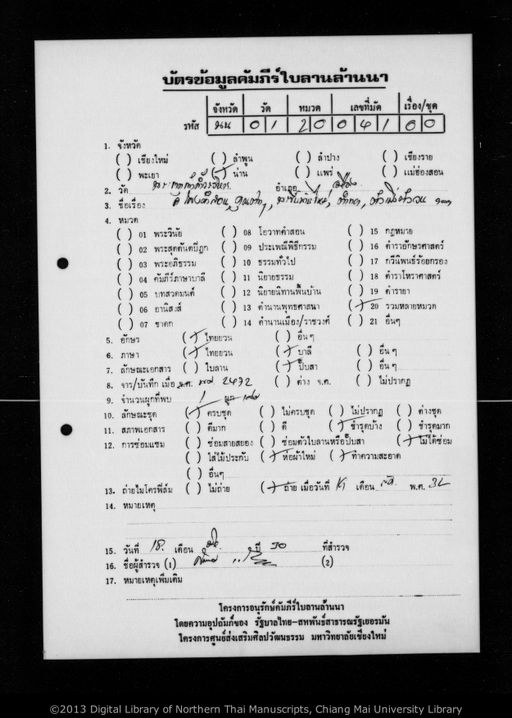 บัตรข้อมูลคัมภีร์ใบลานล้านนา
จังหวัด วัด หมวด เลขที่มัด เรื่อง/ชุด
รหัส นน 0 1 2 0 0 4 1 0 0
1. จังหวัด
( ) เชียงใหม่ ( ) ลำพูน ( ) ลำปาง ( ) เชียงราย
( ) พะเยา (✓) น่าน ( ) แพร่ ( ) แม่ฮ่องสอน
2. วัด อำเภอ เมือง
3. ชื่อเรื่อง
4. หมวด
( ) 01 พระวินัย ( ) 08 โอวาทคำสอน ( ) 15 กฎหมาย
( ) 02 พระสุตตันตปิฎก ( ) 09 ประเพณีพิธีกรรม ( ) 16 ตำราอักษรศาสตร์
( ) 03 พระอภิธรรม ( ) 10 ธรรมทั่วไป ( ) 17 กวีนิพนธ์ร้อยกรอง
( ) 04 คัมภีร์ภาษาบาลี ( ) 11 นิยายธรรม ( ) 18 ตำราโหราศาสตร์
( ) 05 บทสวดมนต์ ( ) 12 นิยายนิทานพื้นบ้าน ( ) 19 ตำรายา
( ) 06 อานิสงส์ ( ) 13 ตำนานพุทธศาสนา (✓) 20 รวมหลายหมวด
( ) 07 ชาดก ( ) 14 ตำนานเมือง/ราชวงศ์ ( ) 21 อื่นๆ
5. อักษร (✓) ไทยยวน ( ) อื่นๆ
6. ภาษา (✓) ไทยยวน (✓) บาลี ( ) อื่นๆ
7. ลักษณะเอกสาร ( ) ใบลาน (✓) ปั๊บสา ( ) อื่นๆ
8. จาร/บันทึก เมื่อ 2472 ( ) ต่าง จ.ศ. ( ) ไม่ปรากฏ
9. จำนวนผูกที่พบ 1
10. ลักษณะชุด (✓) ครบชุด ( ) ไม่ครบชุด ( ) ไม่ปรากฏ ( ) ต่างชุด
11. สภาพเอกสาร ( ) ดีมาก ( ) ดี (✓) ชำรุดบ้าง ( ) ชำรุดมาก
12. การซ่อมแซม ( ) ซ่อมสายสยอง ( ) ซ่อมตัวใบลานหรือปั๊บสา (✓) ไม่ได้ซ่อม
( ) ใส่ไม้ประกับ (✓) ห่อผ้าใหม่ (✓) ทำความสะอาด
( ) อื่นๆ
13. ถ่ายไมโครฟิล์ม ( ) ไม่ถ่าย (✓) ถ่าย เมื่อวันที่ เดือน พ.ศ. 32
14. หมายเหตุ
15. วันที่ 18. เดือน ปี 30 ที่สำรวจ
16. ชื่อผู้สำรวจ (1) (2)
17. หมายเหตุเพิ่มเติม
โครงการอนุรักษ์คัมภีร์ใบลานล้านนา
โดยความอุปถัมภ์ของ รัฐบาลไทย-สหพันธ์สาธารณรัฐเยอรมัน
โครงการศูนย์ส่งเสริมศิลปวัฒนธรรม มหาวิทยาลัยเชียงใหม่
©2013 Digital Library of Northern Thai Manuscripts, Chiang Mai University Library